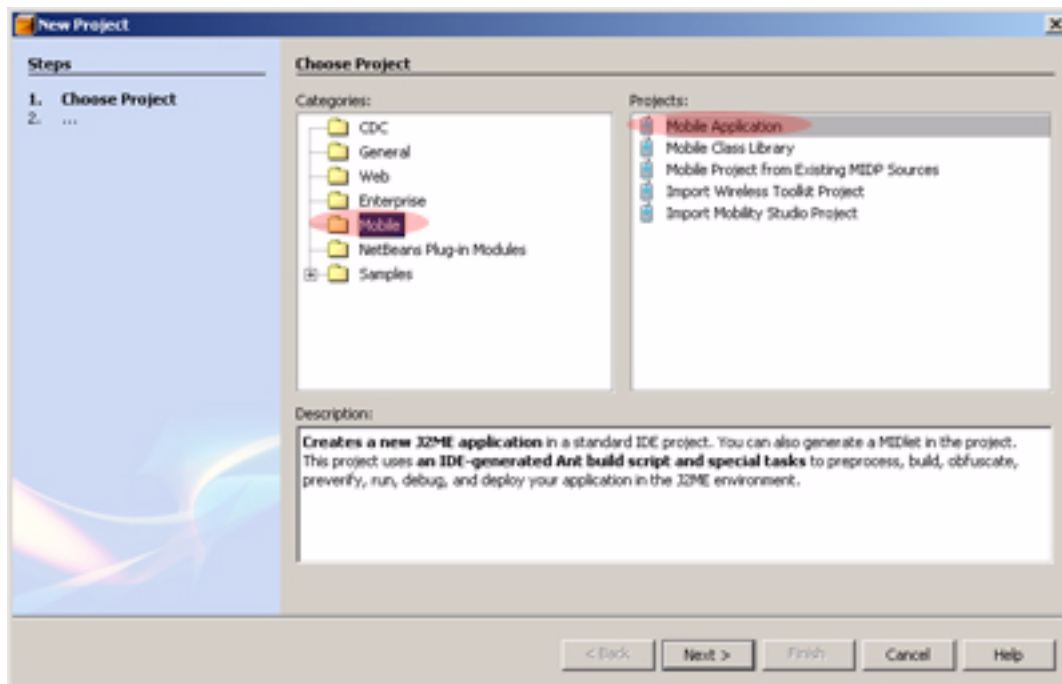 New Project
Steps
1. Choose Project
2. ...
Choose Project
Categories:
CDC
General
Web
Enterprise
Mobile
NetBeans Plug-in Modules
Samples
Projects:
Mobile Application
Mobile Class Library
Mobile Project from Existing MIDP Sources
Import Wireless Toolkit Project
Import Mobility Studio Project
Description:
Creates a new J2ME application in a standard IDE project. You can also generate a MIDlet in the project.
This project uses an IDE-generated Ant build script and special tasks to preprocess, build, obfuscate,
preverify, run, debug, and deploy your application in the J2ME environment.
< Back
Next >
Finish
Cancel
Help